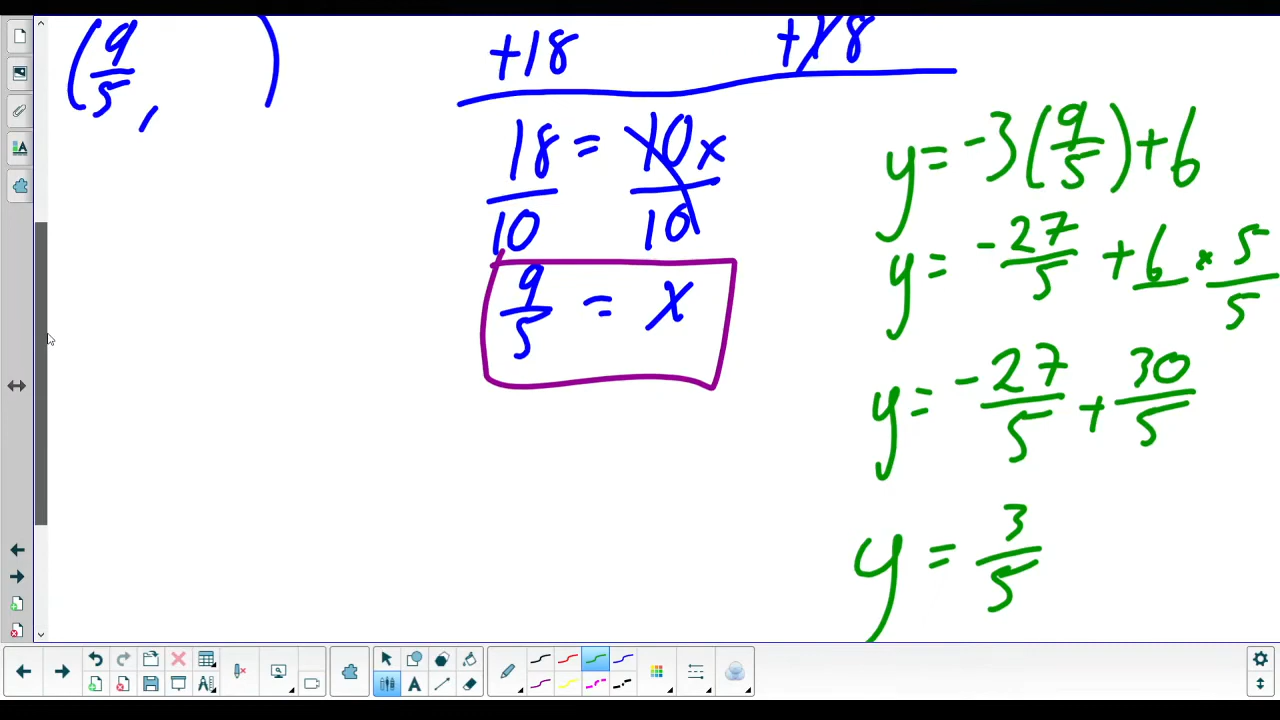 (9/5,
+18 +18
18 = 10x
10 10
9/5 = x
y = -3(9/5) + 6
y = -27/5 + 6 × 5/5
y = -27/5 + 30/5
y = 3/5